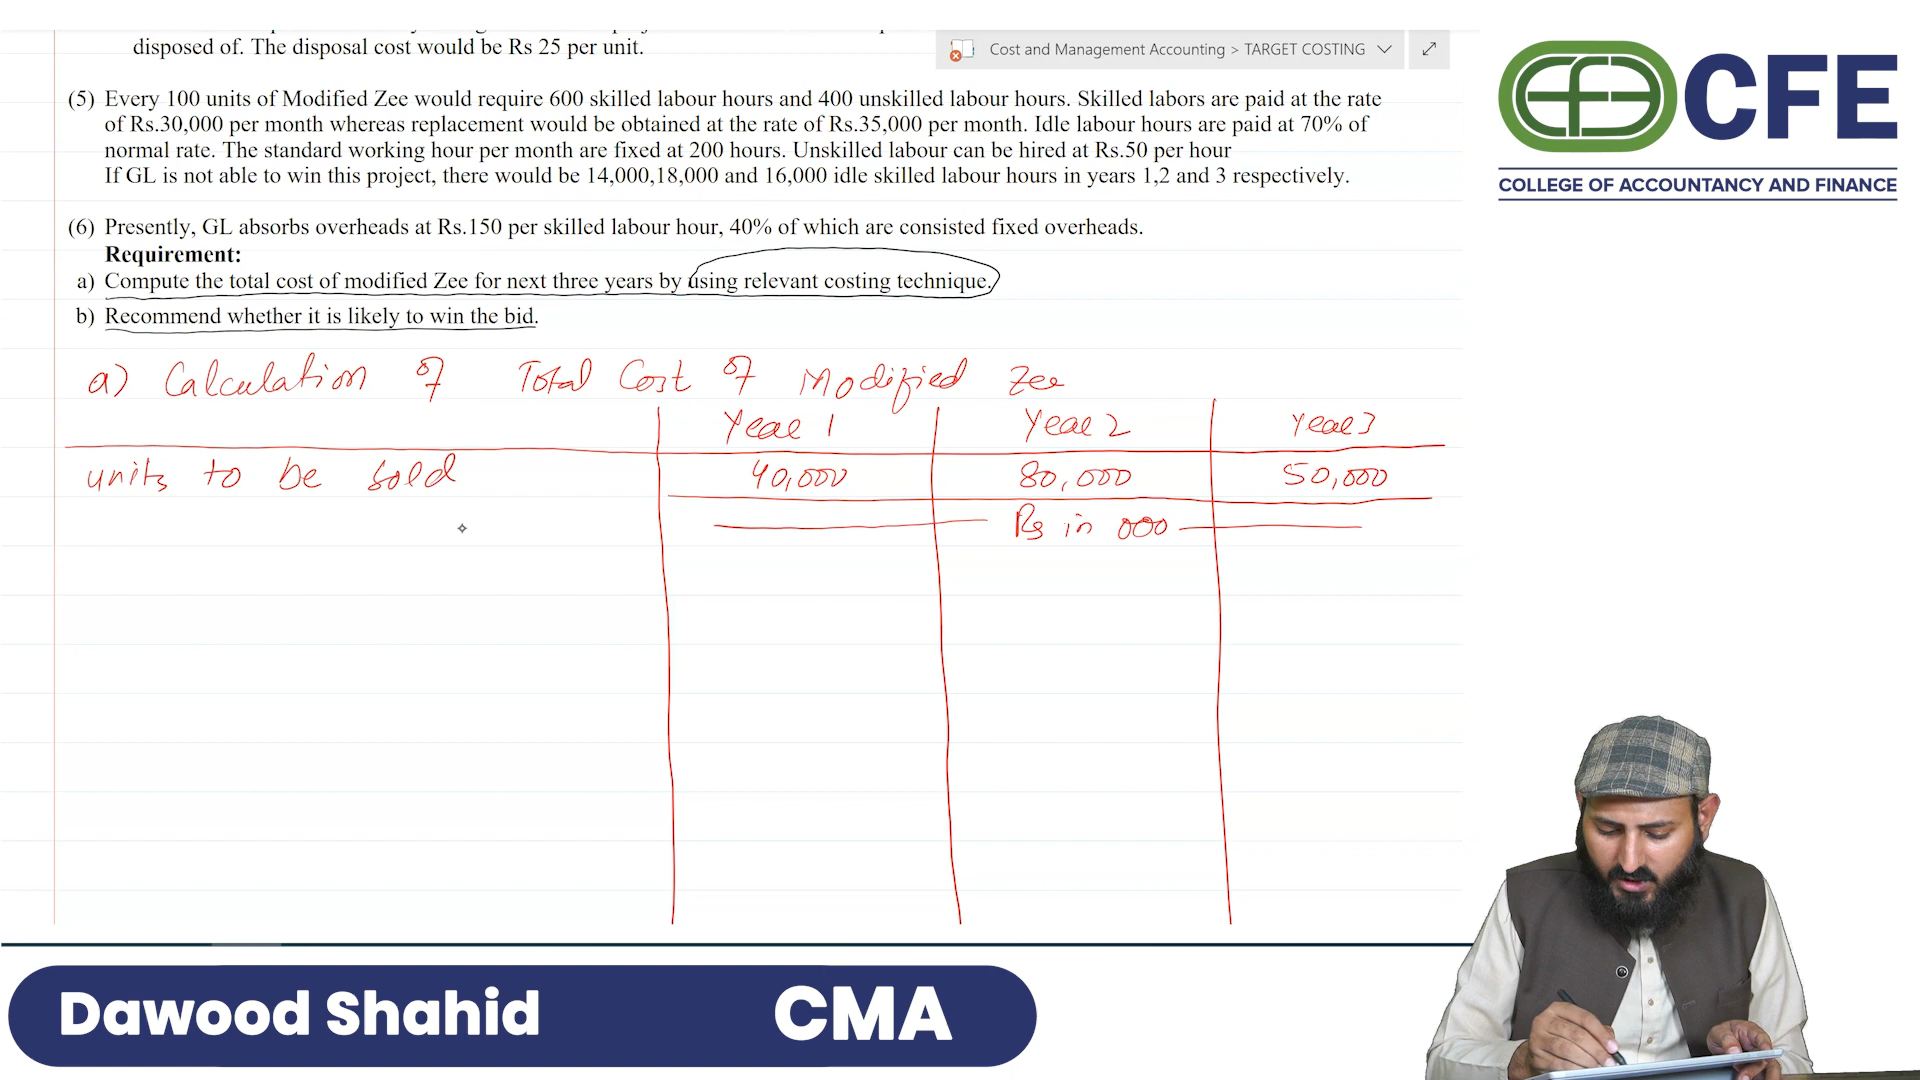 disposed of. The disposal cost would be Rs 25 per unit.
Cost and Management Accounting > TARGET COSTING
CFE
COLLEGE OF ACCOUNTANCY AND FINANCE
(5) Every 100 units of Modified Zee would require 600 skilled labour hours and 400 unskilled labour hours. Skilled labors are paid at the rate
of Rs.30,000 per month whereas replacement would be obtained at the rate of Rs.35,000 per month. Idle labour hours are paid at 70% of
normal rate. The standard working hour per month are fixed at 200 hours. Unskilled labour can be hired at Rs.50 per hour
If GL is not able to win this project, there would be 14,000,18,000 and 16,000 idle skilled labour hours in years 1,2 and 3 respectively.
(6) Presently, GL absorbs overheads at Rs.150 per skilled labour hour, 40% of which are consisted fixed overheads.
Requirement:
a) Compute the total cost of modified Zee for next three years by using relevant costing technique.
b) Recommend whether it is likely to win the bid.
a) Calculation of Total Cost of Modified Zee
Year 1 Year 2 Year 3
units to be sold 40,000 80,000 50,000
Rs in 000
Dawood Shahid CMA